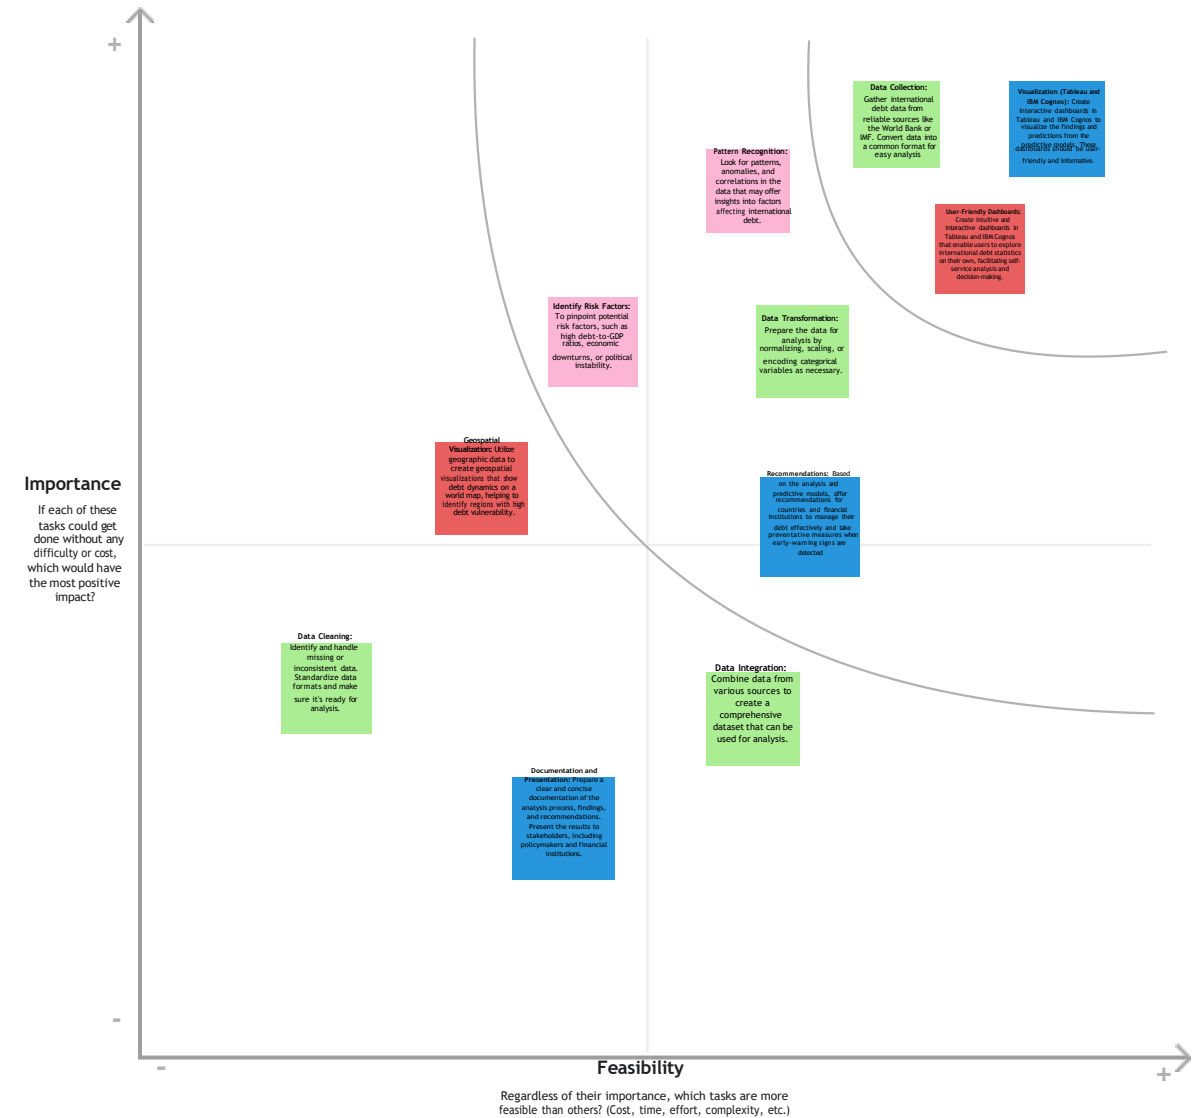 +
Data Collection:
Gather international
debt data from
reliable sources like
the World Bank or
IMF. Convert data into
a common format for
easy analysis
Visualization (Tableau and
IBM Cognos): Create
interactive dashboards in
Tableau and IBM Cognos to
visualize the findings and
predictions from the
predictive models. These
dashboards should be user-
friendly and informative.
Pattern Recognition:
Look for patterns,
anomalies, and
correlations in the
data that may offer
insights into factors
affecting international
debt.
User-Friendly Dashboards:
Create intuitive and
interactive dashboards in
Tableau and IBM Cognos
that enable users to explore
international debt statistics
on their own, facilitating self-
service analysis and
decision-making.
Identify Risk Factors:
To pinpoint potential
risk factors, such as
high debt-to-GDP
ratios, economic
downturns, or political
instability.
Data Transformation:
Prepare the data for
analysis by
normalizing, scaling, or
encoding categorical
variables as necessary.
Geospatial
Visualization: Utilize
geographic data to
create geospatial
visualizations that show
debt dynamics on a
world map, helping to
identify regions with high
debt vulnerability.
Recommendations: Based
on the analysis and
predictive models, offer
recommendations for
countries and financial
institutions to manage their
debt effectively and take
preventative measures when
early-warning signs are
detected
Importance
If each of these
tasks could get
done without any
difficulty or cost,
which would have
the most positive
impact?
Data Cleaning:
Identify and handle
missing or
inconsistent data.
Standardize data
formats and make
sure it's ready for
analysis.
Data Integration:
Combine data from
various sources to
create a
comprehensive
dataset that can be
used for analysis.
Documentation and
Presentation: Prepare a
clear and concise
documentation of the
analysis process, findings,
and recommendations.
Present the results to
stakeholders, including
policymakers and financial
institutions.
-
-
Feasibility
+
Regardless of their importance, which tasks are more
feasible than others? (Cost, time, effort, complexity, etc.)